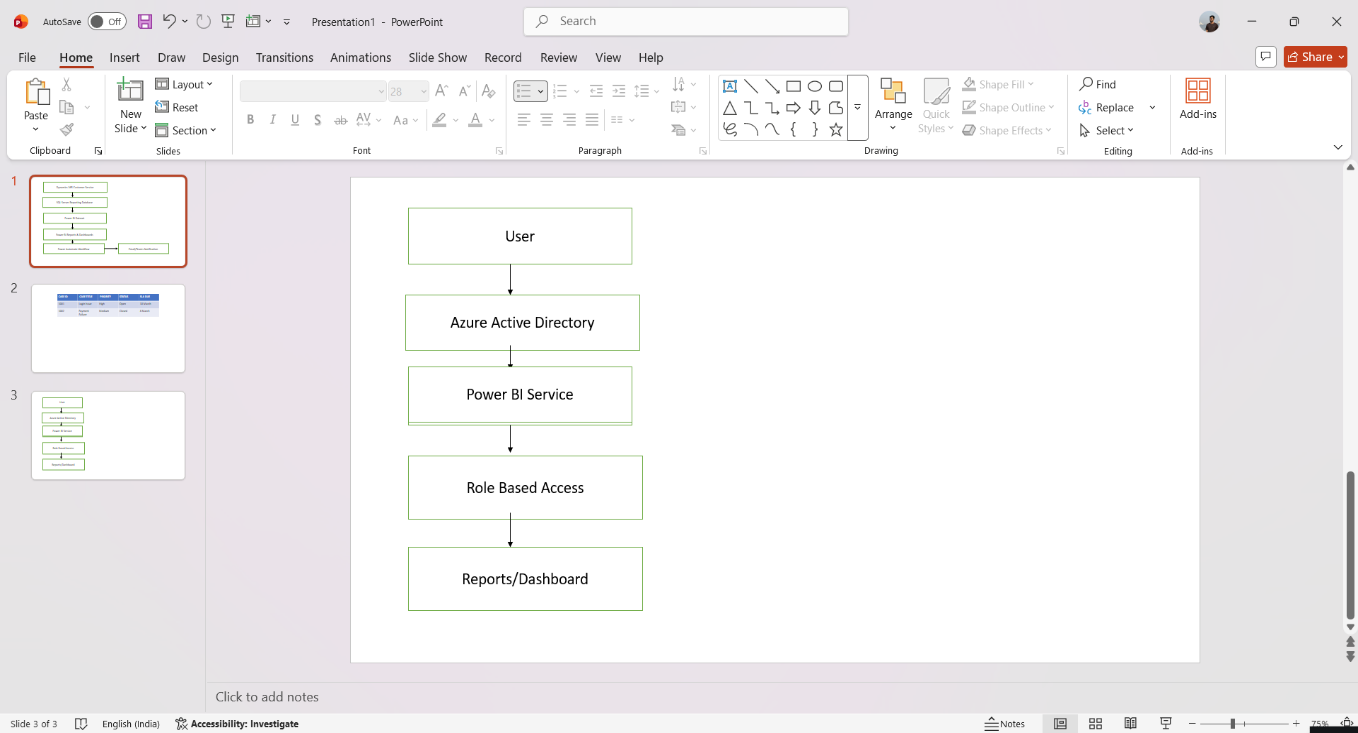 AutoSave Off Presentation1 - PowerPoint Search
File Home Insert Draw Design Transitions Animations Slide Show Record Review View Help Share
Paste
Clipboard
New Slide
Layout
Reset
Section
Slides
28
B I U S ab AV Aa A
Font
Paragraph
Arrange
Quick Styles
Shape Fill
Shape Outline
Shape Effects
Drawing
Find
Replace
Select
Editing
Add-ins
Add-ins
1
2
3
User
Azure Active Directory
Power BI Service
Role Based Access
Reports/Dashboard
Click to add notes
Slide 3 of 3 English (India) Accessibility: Investigate Notes 75%